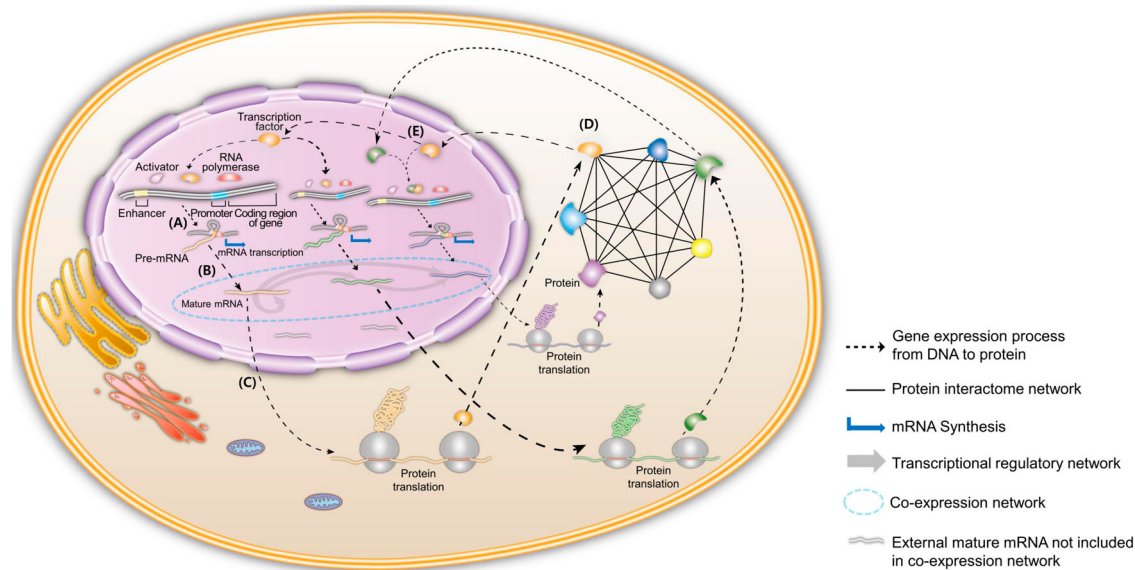 (D)
Transcription
factor
(E)
RNA
polymerase
Activator
Enhancer
Promoter
Coding region
of gene
(A)
mRNA transcription
Pre-mRNA
(B)
Mature mRNA
Protein
Protein
translation
(C)
Protein
translation
Protein
translation
Gene expression process
from DNA to protein
Protein interactome network
mRNA Synthesis
Transcriptional regulatory network
Co-expression network
External mature mRNA not included
in co-expression network